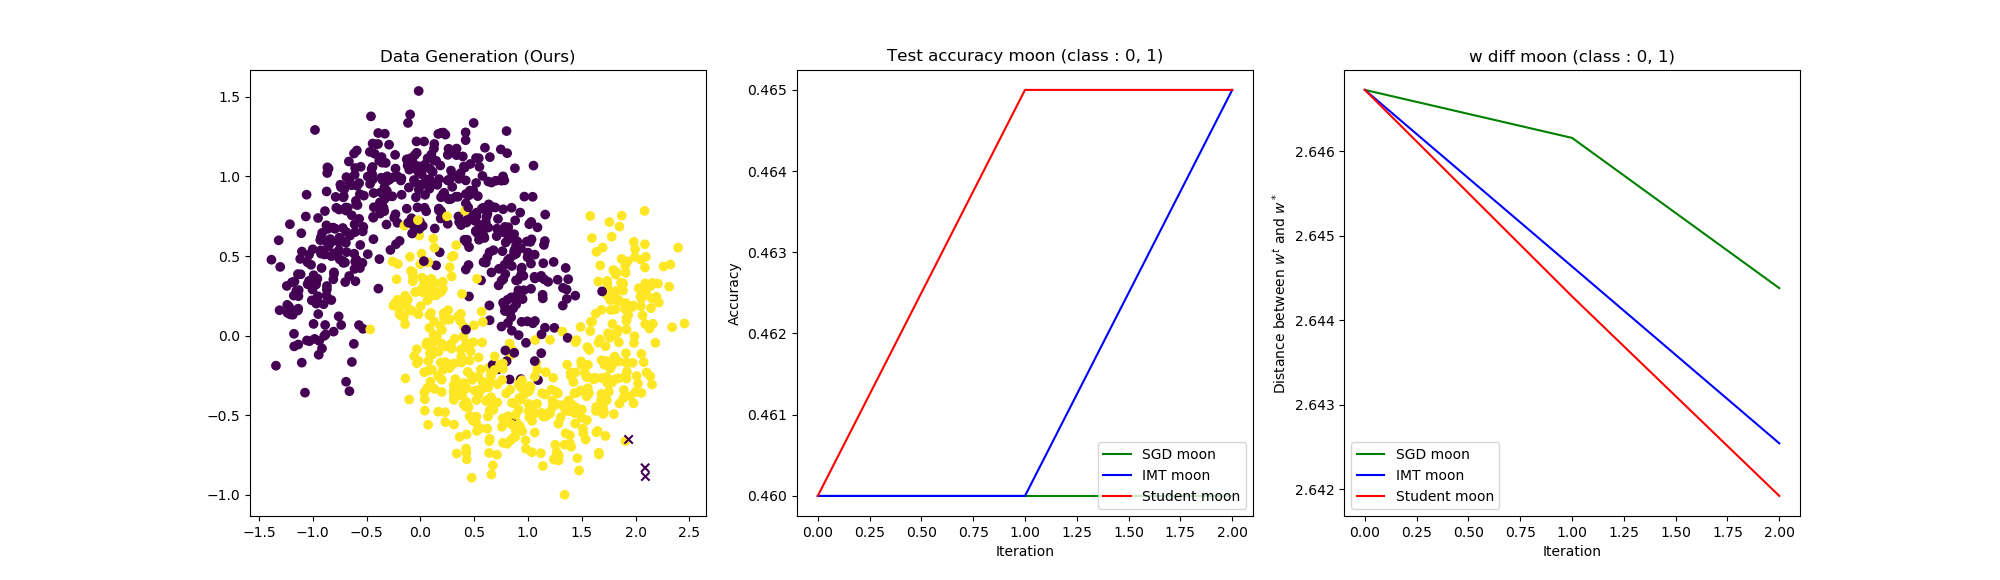 Data Generation (Ours)
1.5
1.0
0.5
0.0
−0.5
−1.0
−1.5 −1.0 −0.5 0.0 0.5 1.0 1.5 2.0 2.5
Test accuracy moon (class : 0, 1)
Accuracy
0.465
0.464
0.463
0.462
0.461
0.460
SGD moon
IMT moon
Student moon
0.00 0.25 0.50 0.75 1.00 1.25 1.50 1.75 2.00
Iteration
w diff moon (class : 0, 1)
Distance between w^t and w^*
2.646
2.645
2.644
2.643
2.642
SGD moon
IMT moon
Student moon
0.00 0.25 0.50 0.75 1.00 1.25 1.50 1.75 2.00
Iteration